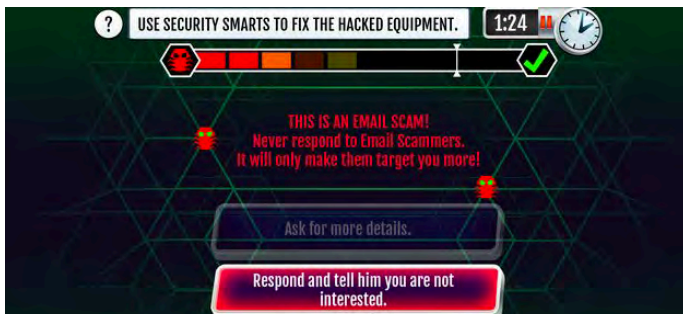 ? USE SECURITY SMARTS TO FIX THE HACKED EQUIPMENT. 1:24
THIS IS AN EMAIL SCAM!
Never respond to Email Scammers.
It will only make them target you more!
Ask for more details.
Respond and tell him you are not
interested.